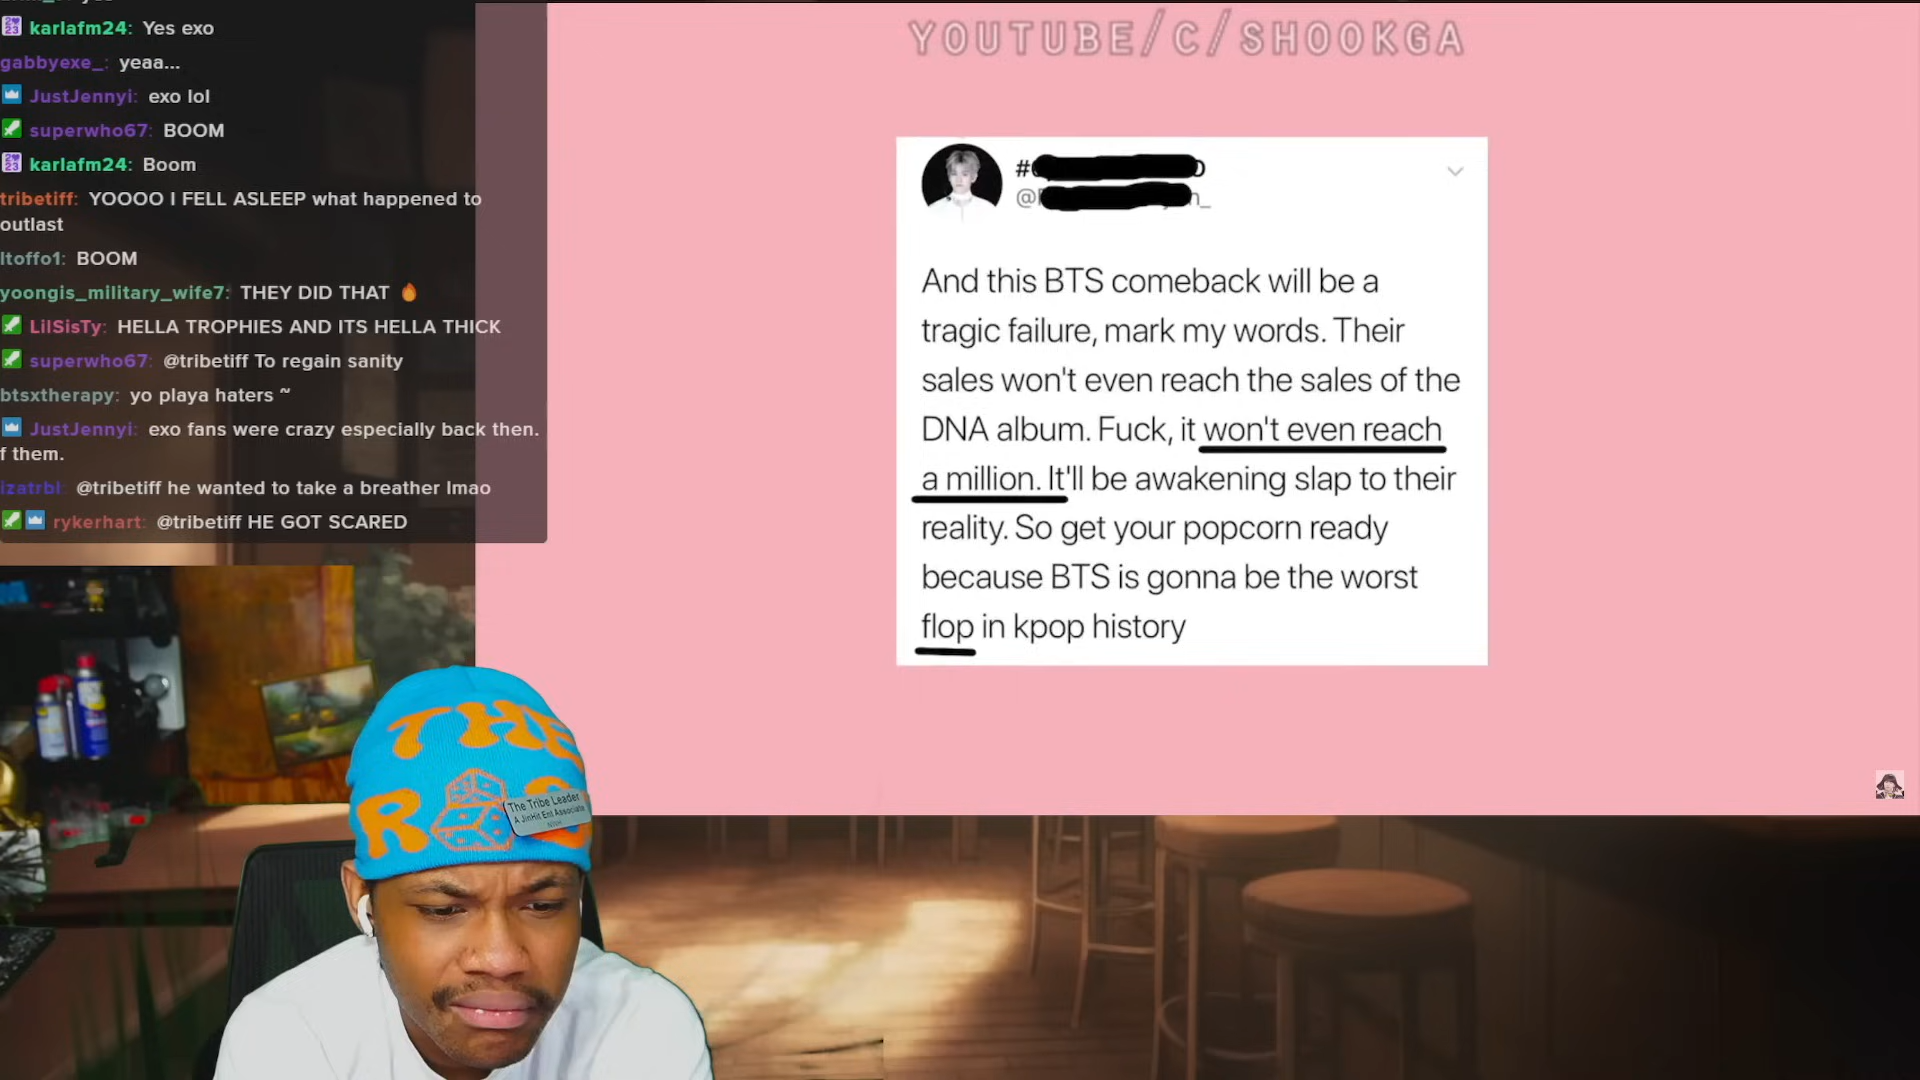 karlafm24: Yes exo
gabbyexe_: yeaa...
JustJennyi: exo lol
superwho67: BOOM
karlafm24: Boom
tribetiff: YOOOO I FELL ASLEEP what happened to
outlast
ltoffo1: BOOM
yoongis_military_wife7: THEY DID THAT 🔥
LilSisTy: HELLA TROPHIES AND ITS HELLA THICK
superwho67: @tribetiff To regain sanity
btsxtherapy: yo playa haters ~
JustJennyi: exo fans were crazy especially back then.
f them.
izatrbl: @tribetiff he wanted to take a breather lmao
rykerhart: @tribetiff HE GOT SCARED
YOUTUBE/C/SHOOKGA
And this BTS comeback will be a
tragic failure, mark my words. Their
sales won't even reach the sales of the
DNA album. Fuck, it won't even reach
a million. It'll be awakening slap to their
reality. So get your popcorn ready
because BTS is gonna be the worst
flop in kpop history
THE
The Tribe Leader
A JinHit Ent Associate